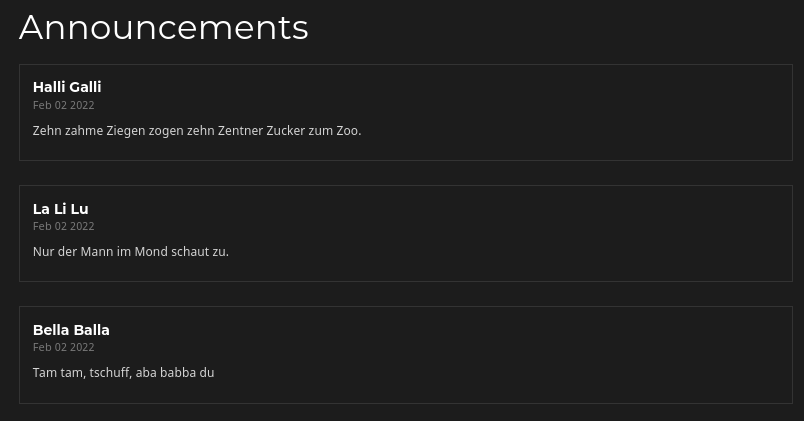 Announcements
Halli Galli
Feb 02 2022
Zehn zahme Ziegen zogen zehn Zentner Zucker zum Zoo.
La Li Lu
Feb 02 2022
Nur der Mann im Mond schaut zu.
Bella Balla
Feb 02 2022
Tam tam, tschuff, aba babba du